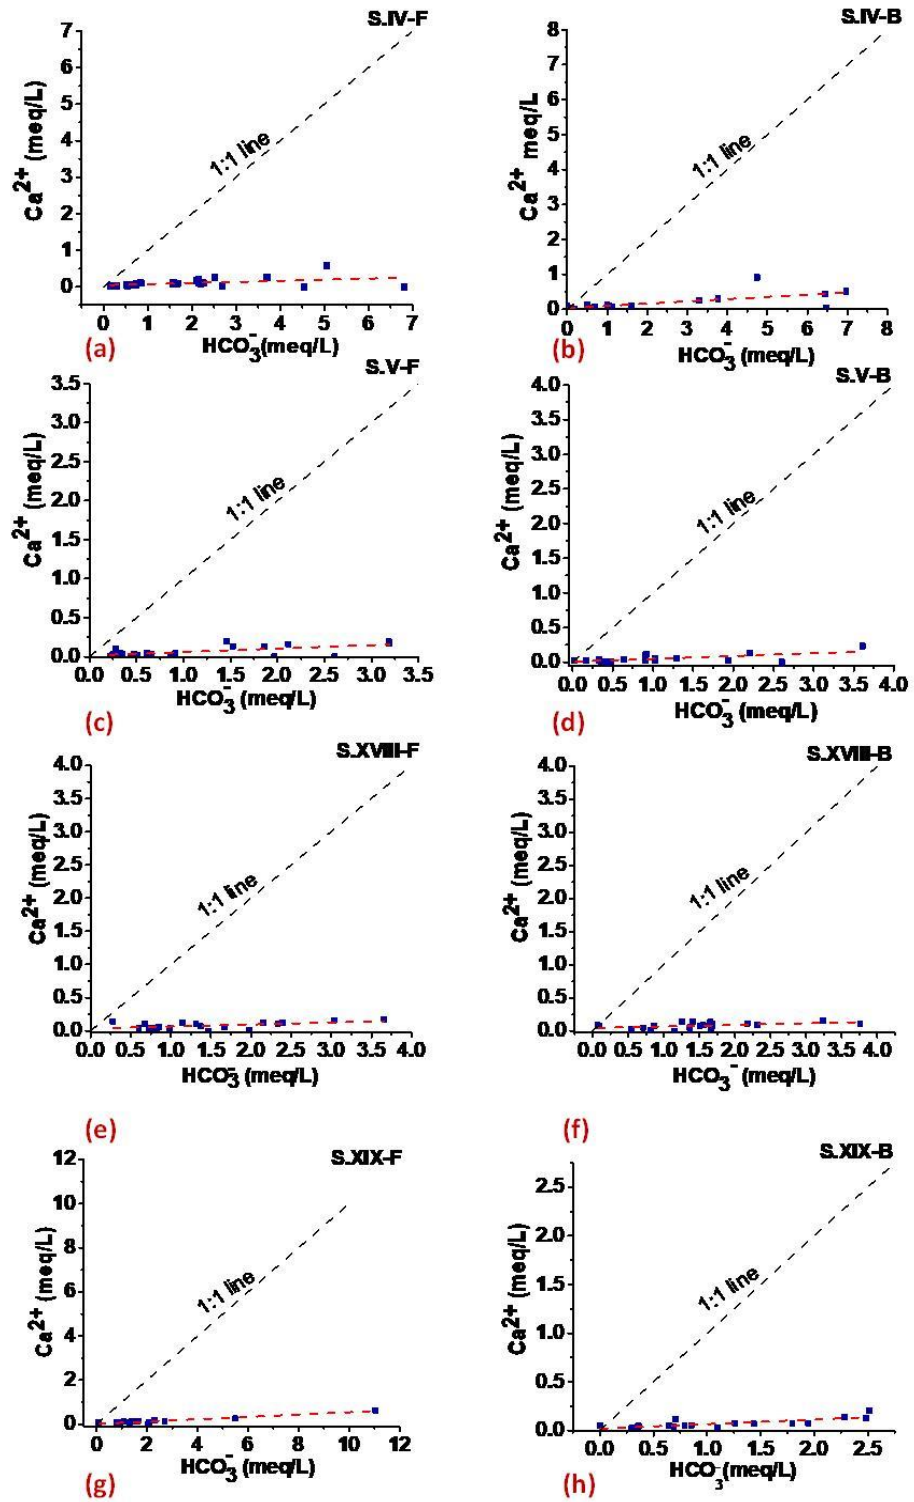 S.IV-F
7
6
5
4
3
2
1
0
Ca2+ (meq/L)
1:1 line
0 1 2 3 4 5 6 7
HCO3- (meq/L)
(a)
S.IV-B
8
7
6
5
4
3
2
1
0
Ca2+ meq/L
1:1 line
0 1 2 3 4 5 6 7 8
HCO3- (meq/L)
(b)
S.V-F
3.5
3.0
2.5
2.0
1.5
1.0
0.5
0.0
Ca2+ (meq/L)
1:1 line
0.0 0.5 1.0 1.5 2.0 2.5 3.0 3.5
HCO3- (meq/L)
(c)
S.V-B
4.0
3.5
3.0
2.5
2.0
1.5
1.0
0.5
0.0
Ca2+ (meq/L)
1:1 line
0.0 0.5 1.0 1.5 2.0 2.5 3.0 3.5 4.0
HCO3- (meq/L)
(d)
S.XVIII-F
4.0
3.5
3.0
2.5
2.0
1.5
1.0
0.5
0.0
Ca2+ (meq/L)
1:1 line
0.0 0.5 1.0 1.5 2.0 2.5 3.0 3.5 4.0
HCO3- (meq/L)
(e)
S.XVIII-B
4.0
3.5
3.0
2.5
2.0
1.5
1.0
0.5
0.0
Ca2+ (meq/L)
1:1 line
0.0 0.5 1.0 1.5 2.0 2.5 3.0 3.5 4.0
HCO3- (meq/L)
(f)
S.XIX-F
12
10
8
6
4
2
0
Ca2+ (meq/L)
1:1 line
0 2 4 6 8 10 12
HCO3- (meq/L)
(g)
S.XIX-B
2.5
2.0
1.5
1.0
0.5
0.0
Ca2+ (meq/L)
1:1 line
0.0 0.5 1.0 1.5 2.0 2.5
HCO3- (meq/L)
(h)